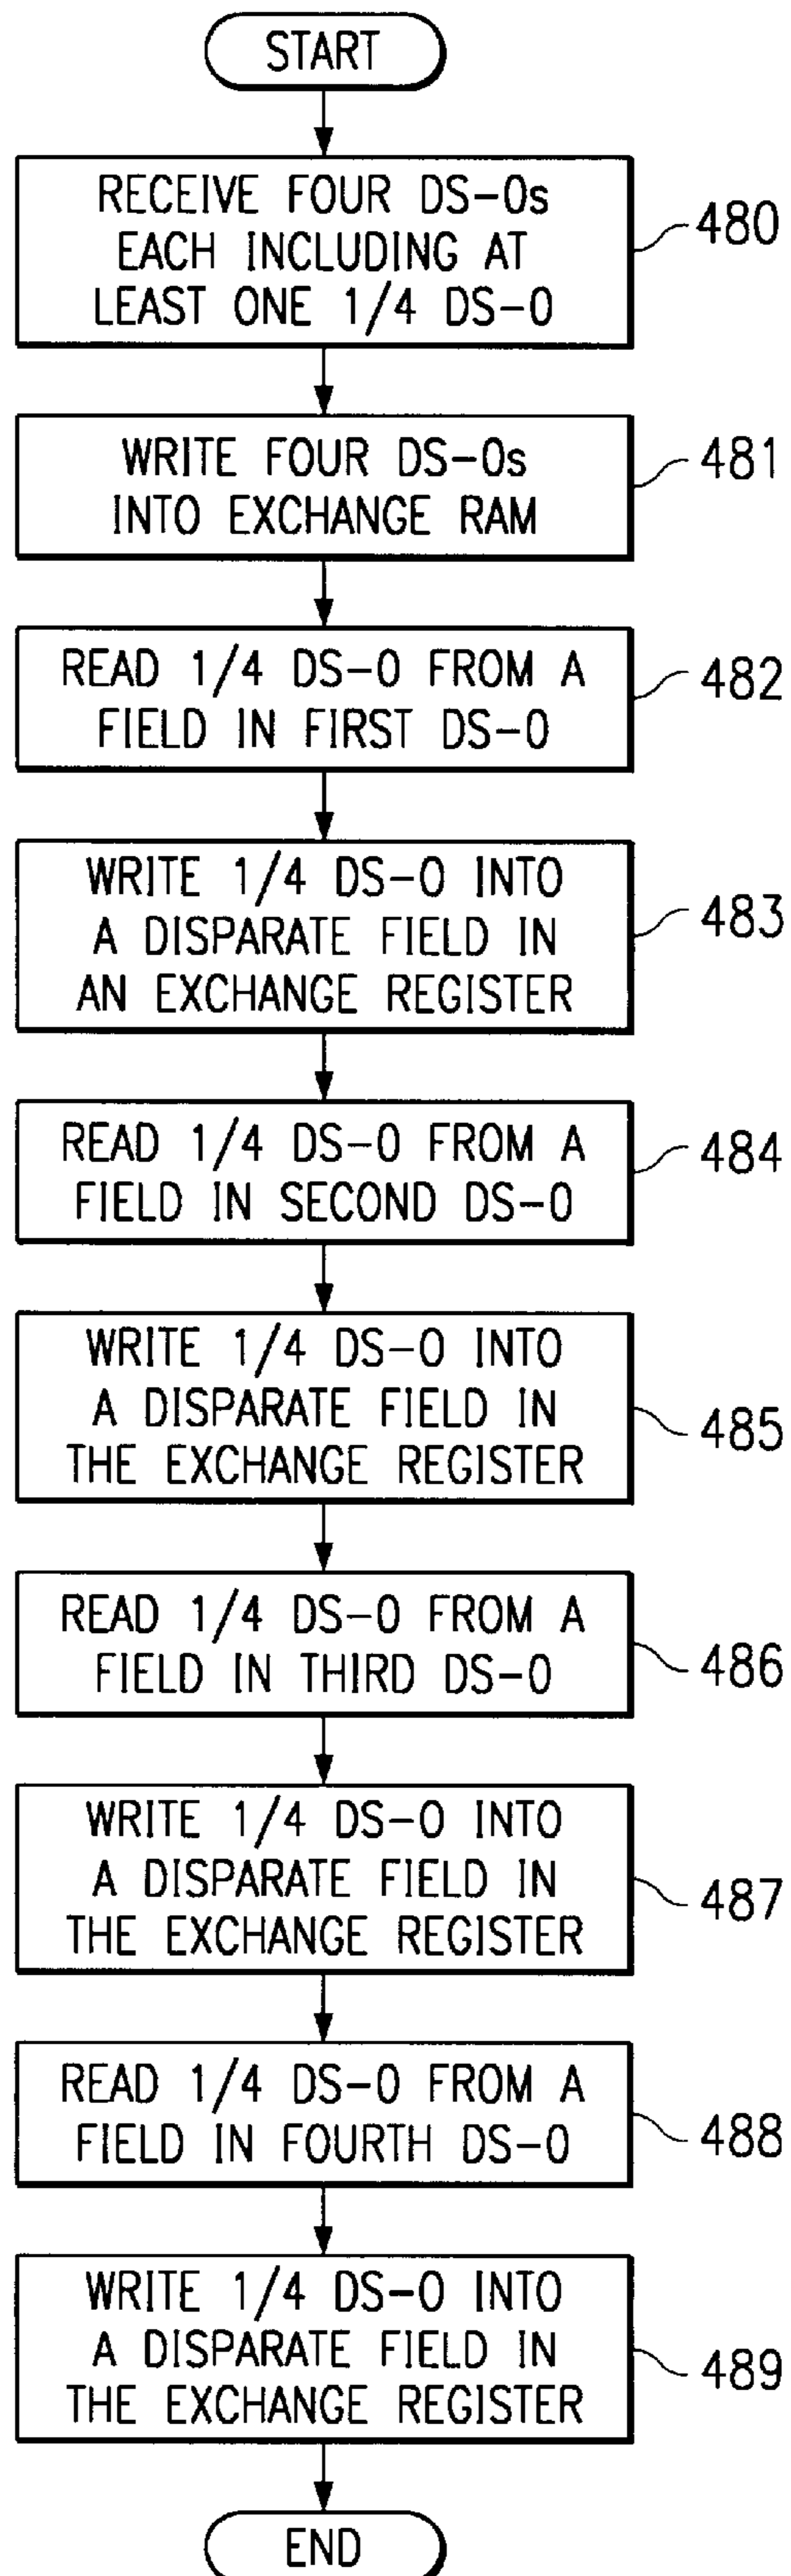 START
RECEIVE FOUR DS-0s
EACH INCLUDING AT
LEAST ONE 1/4 DS-0
480
WRITE FOUR DS-0s
INTO EXCHANGE RAM
481
READ 1/4 DS-0 FROM A
FIELD IN FIRST DS-0
482
WRITE 1/4 DS-0 INTO
A DISPARATE FIELD IN
AN EXCHANGE REGISTER
483
READ 1/4 DS-0 FROM A
FIELD IN SECOND DS-0
484
WRITE 1/4 DS-0 INTO
A DISPARATE FIELD IN
THE EXCHANGE REGISTER
485
READ 1/4 DS-0 FROM A
FIELD IN THIRD DS-0
486
WRITE 1/4 DS-0 INTO
A DISPARATE FIELD IN
THE EXCHANGE REGISTER
487
READ 1/4 DS-0 FROM A
FIELD IN FOURTH DS-0
488
WRITE 1/4 DS-0 INTO
A DISPARATE FIELD IN
THE EXCHANGE REGISTER
489
END